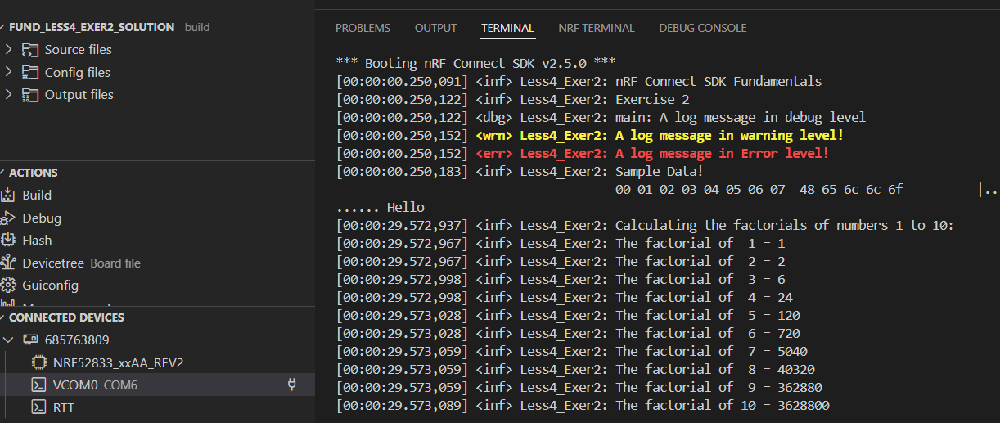 FUND_LESS4_EXER2_SOLUTION build
Source files
Config files
Output files
ACTIONS
Build
Debug
Flash
Devicetree Board file
Guiconfig
CONNECTED DEVICES
685763809
NRF52833_xxAA_REV2
VCOM0 COM6
RTT
PROBLEMS OUTPUT TERMINAL NRF TERMINAL DEBUG CONSOLE
*** Booting nRF Connect SDK v2.5.0 ***
[00:00:00.250,091] <inf> Less4_Exer2: nRF Connect SDK Fundamentals
[00:00:00.250,122] <inf> Less4_Exer2: Exercise 2
[00:00:00.250,122] <dbg> Less4_Exer2: main: A log message in debug level
[00:00:00.250,152] <wrn> Less4_Exer2: A log message in warning level!
[00:00:00.250,152] <err> Less4_Exer2: A log message in Error level!
[00:00:00.250,183] <inf> Less4_Exer2: Sample Data!
00 01 02 03 04 05 06 07  48 65 6c 6c 6f |..
...... Hello
[00:00:29.572,937] <inf> Less4_Exer2: Calculating the factorials of numbers 1 to 10:
[00:00:29.572,967] <inf> Less4_Exer2: The factorial of  1 = 1
[00:00:29.572,967] <inf> Less4_Exer2: The factorial of  2 = 2
[00:00:29.572,998] <inf> Less4_Exer2: The factorial of  3 = 6
[00:00:29.572,998] <inf> Less4_Exer2: The factorial of  4 = 24
[00:00:29.573,028] <inf> Less4_Exer2: The factorial of  5 = 120
[00:00:29.573,028] <inf> Less4_Exer2: The factorial of  6 = 720
[00:00:29.573,059] <inf> Less4_Exer2: The factorial of  7 = 5040
[00:00:29.573,059] <inf> Less4_Exer2: The factorial of  8 = 40320
[00:00:29.573,059] <inf> Less4_Exer2: The factorial of  9 = 362880
[00:00:29.573,089] <inf> Less4_Exer2: The factorial of 10 = 3628800